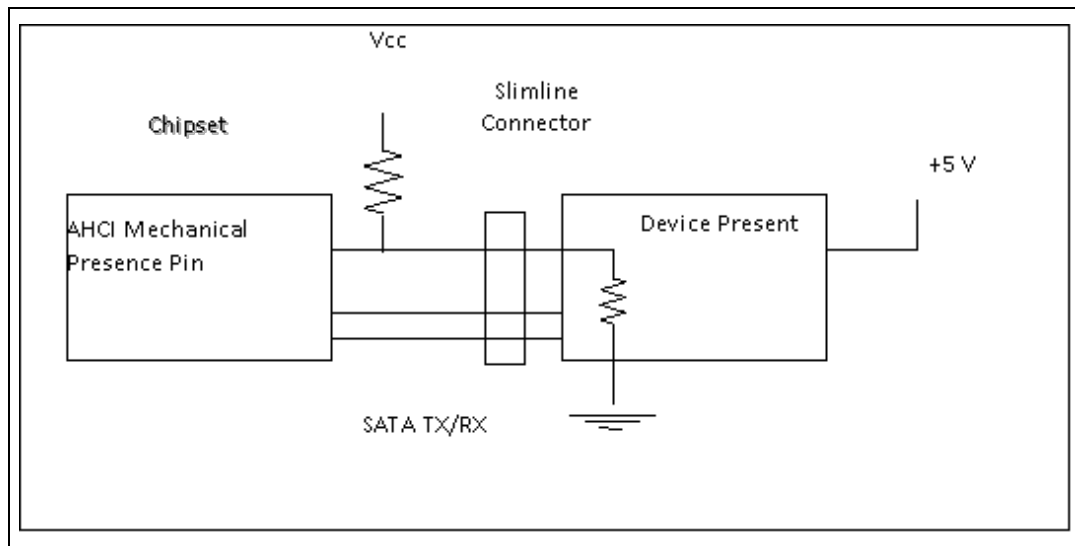 Vcc
Slimline
Connector
Chipset
+5 V
AHCI Mechanical
Presence Pin
Device Present
SATA TX/RX